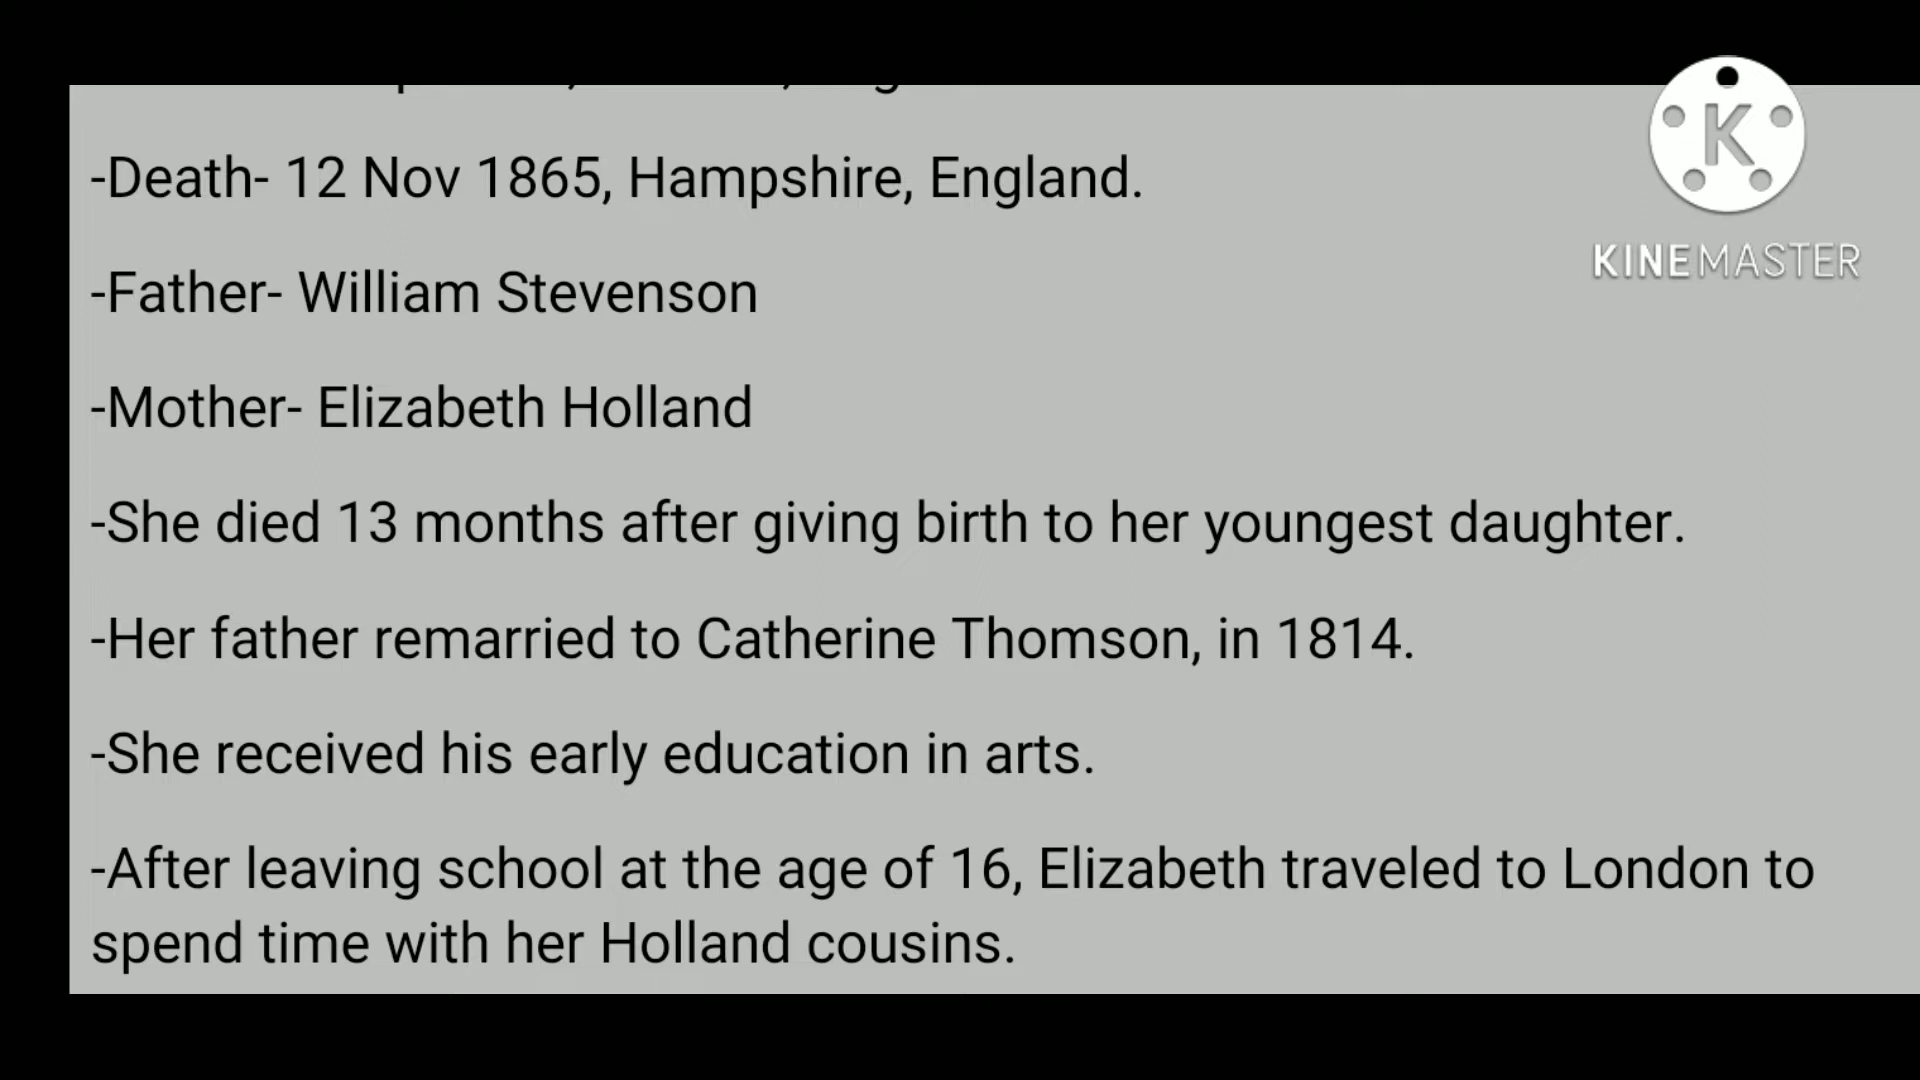 -Death- 12 Nov 1865, Hampshire, England.
-Father- William Stevenson
-Mother- Elizabeth Holland
-She died 13 months after giving birth to her youngest daughter.
-Her father remarried to Catherine Thomson, in 1814.
-She received his early education in arts.
-After leaving school at the age of 16, Elizabeth traveled to London to
spend time with her Holland cousins.
K
KINEMASTER